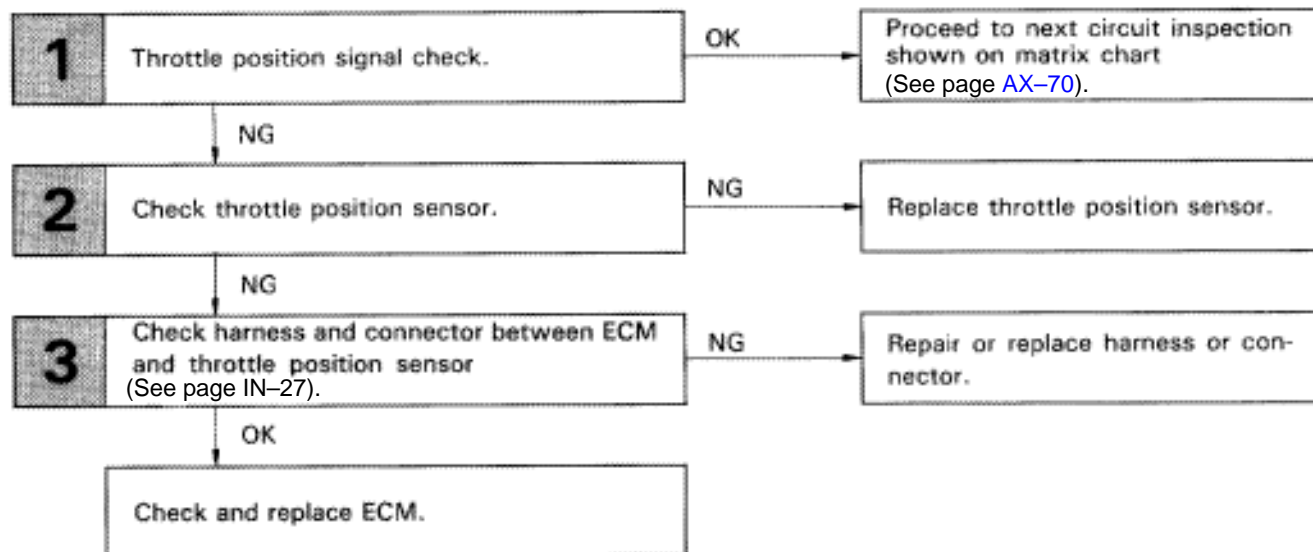 1
Throttle position signal check.
OK
Proceed to next circuit inspection
shown on matrix chart
(See page AX–70).
NG
2
Check throttle position sensor.
NG
Replace throttle position sensor.
NG
3
Check harness and connector between ECM
and throttle position sensor
(See page IN–27).
NG
Repair or replace harness or con-
nector.
OK
Check and replace ECM.